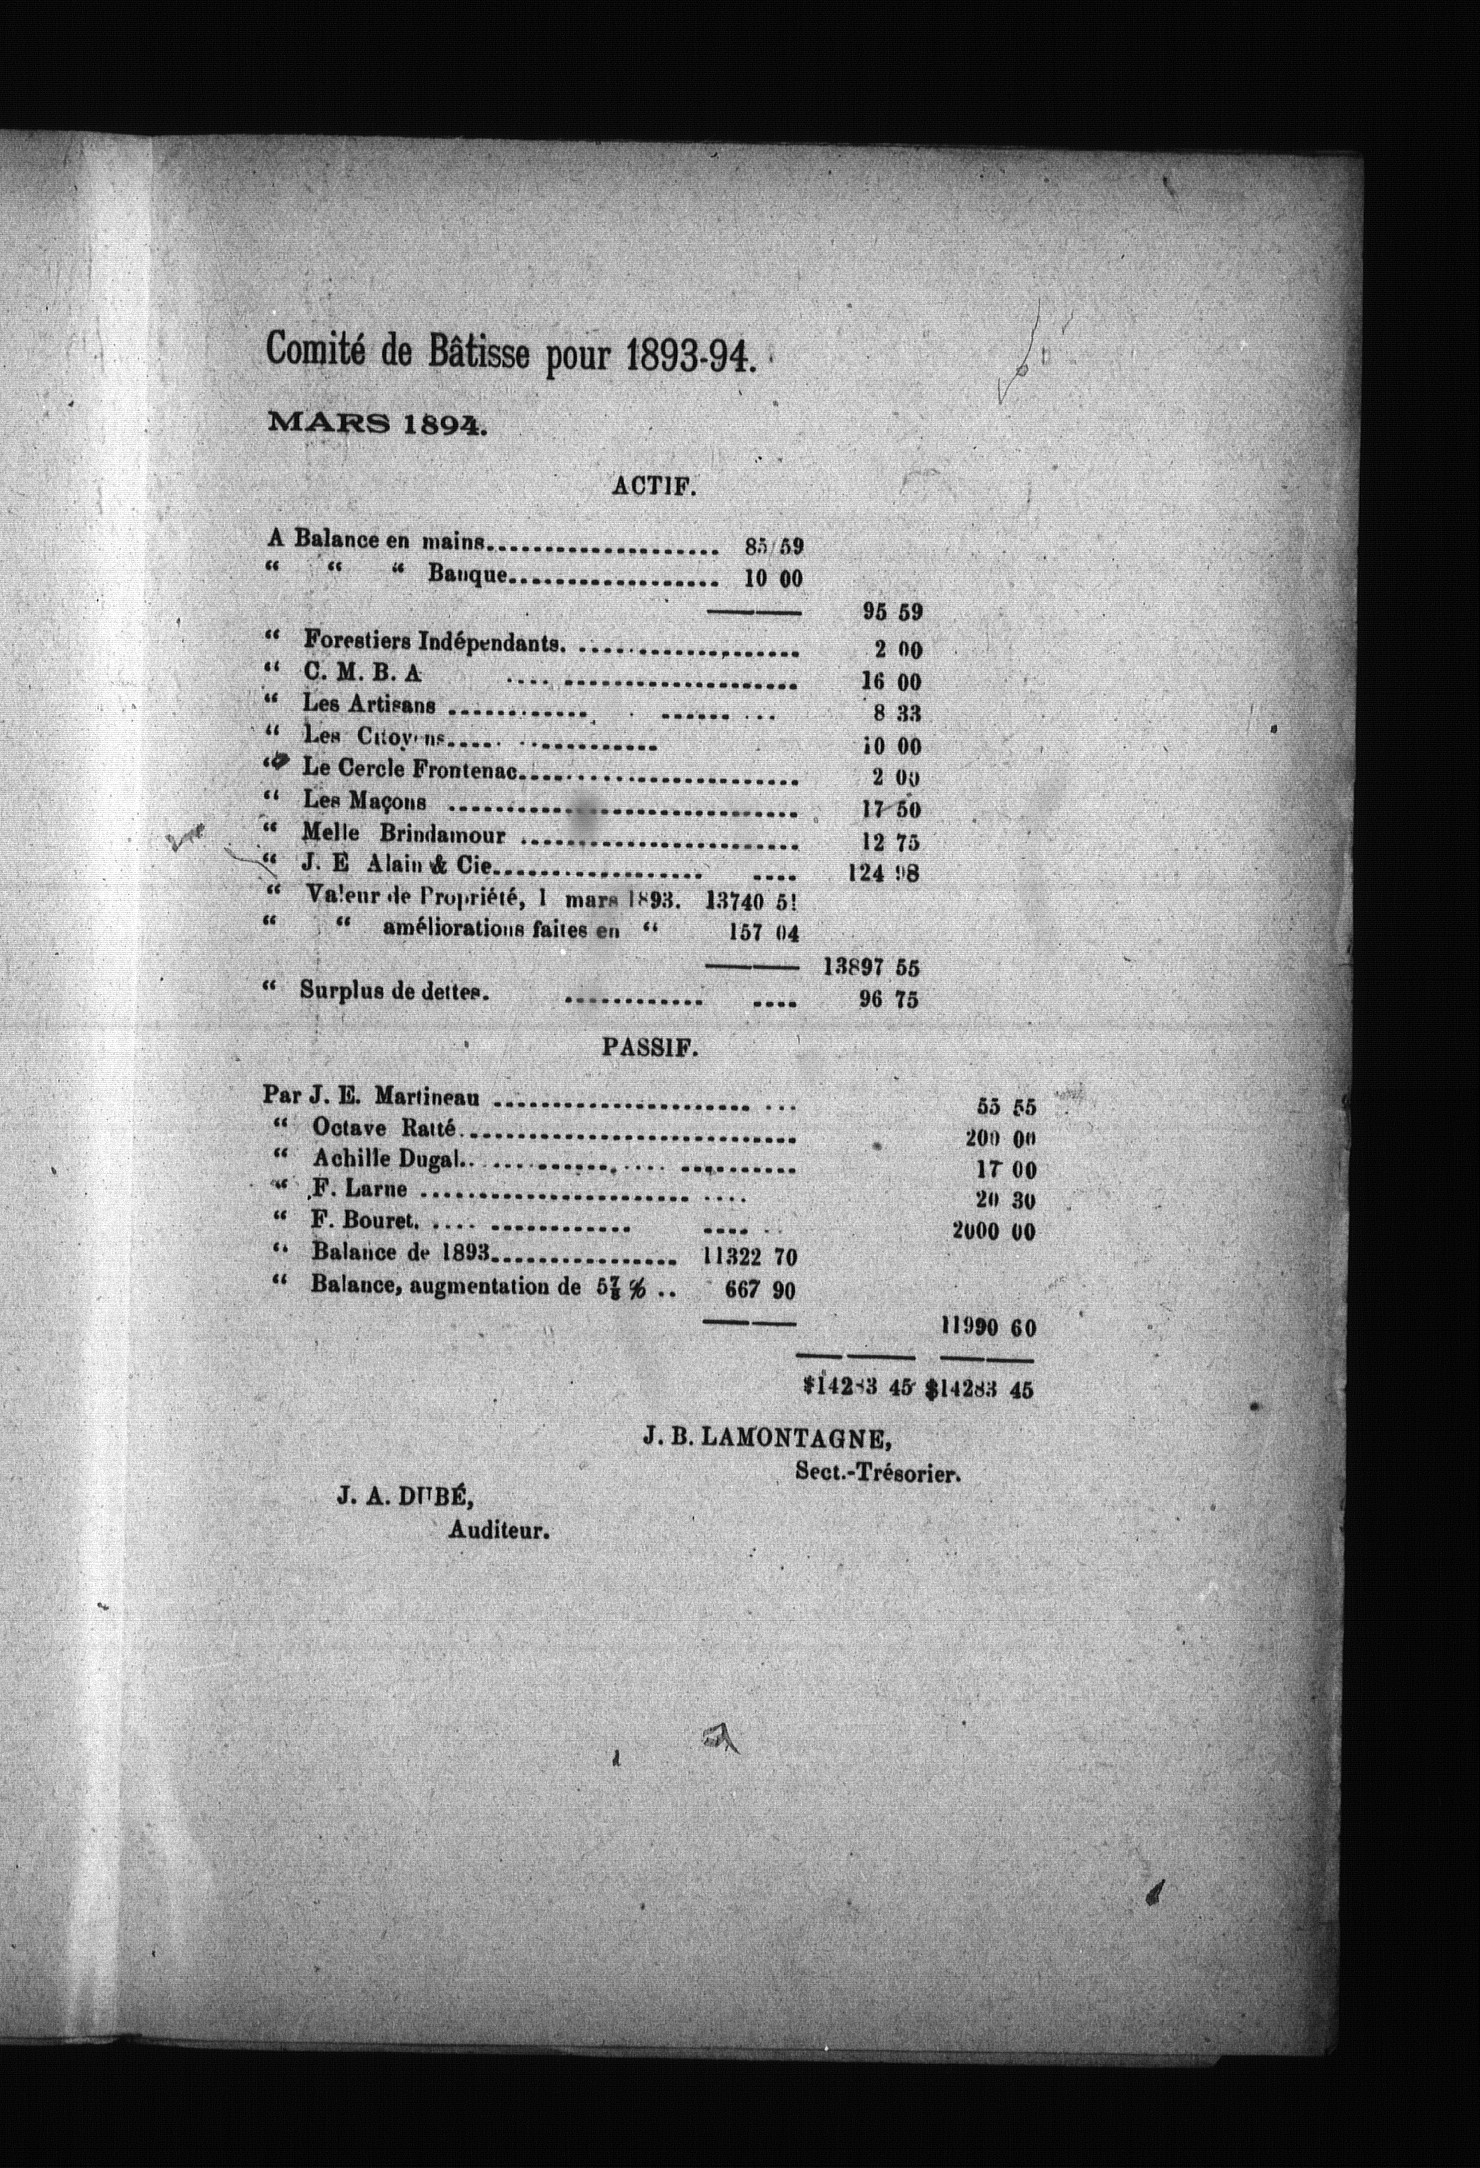 Comité de Bâtisse pour 1893-94.
MARS 1894.
ACTIF.
A Balance en mains.................... 85 59
“ “ “ Banque.................. 10 00
95 59
“ Forestiers Indépendants. ................... 2 00
“ C. M. B. A .... .................... 16 00
“ Les Artisans ............ ...... ... 8 33
“ Les Citoyens..... ............ 10 00
“ Le Cercle Frontenac........................ 2 00
“ Les Maçons .............................. 17 50
“ Melle Brindamour ........................ 12 75
“ J. E Alain & Cie.................. .... 124 98
“ Valeur de Propriété, 1 mars 1893. 13740 51
“ “ améliorations faites en “ 157 04
13897 55
“ Surplus de dettes. ............ .... 96 75
PASSIF.
Par J. E. Martineau ...................... ... 55 55
“ Octave Ratté............................. 200 00
“ Achille Dugal.. ........... .... .......... 17 00
“ F. Larue ....................... .... 20 30
“ F. Bouret. .... ............ .... .. 2000 00
“ Balance de 1893................ 11322 70
“ Balance, augmentation de 5⅞ % .. 667 90
11990 60
$14283 45 $14283 45
J. B. LAMONTAGNE,
Sect.-Trésorier.
J. A. DUBÉ,
Auditeur.